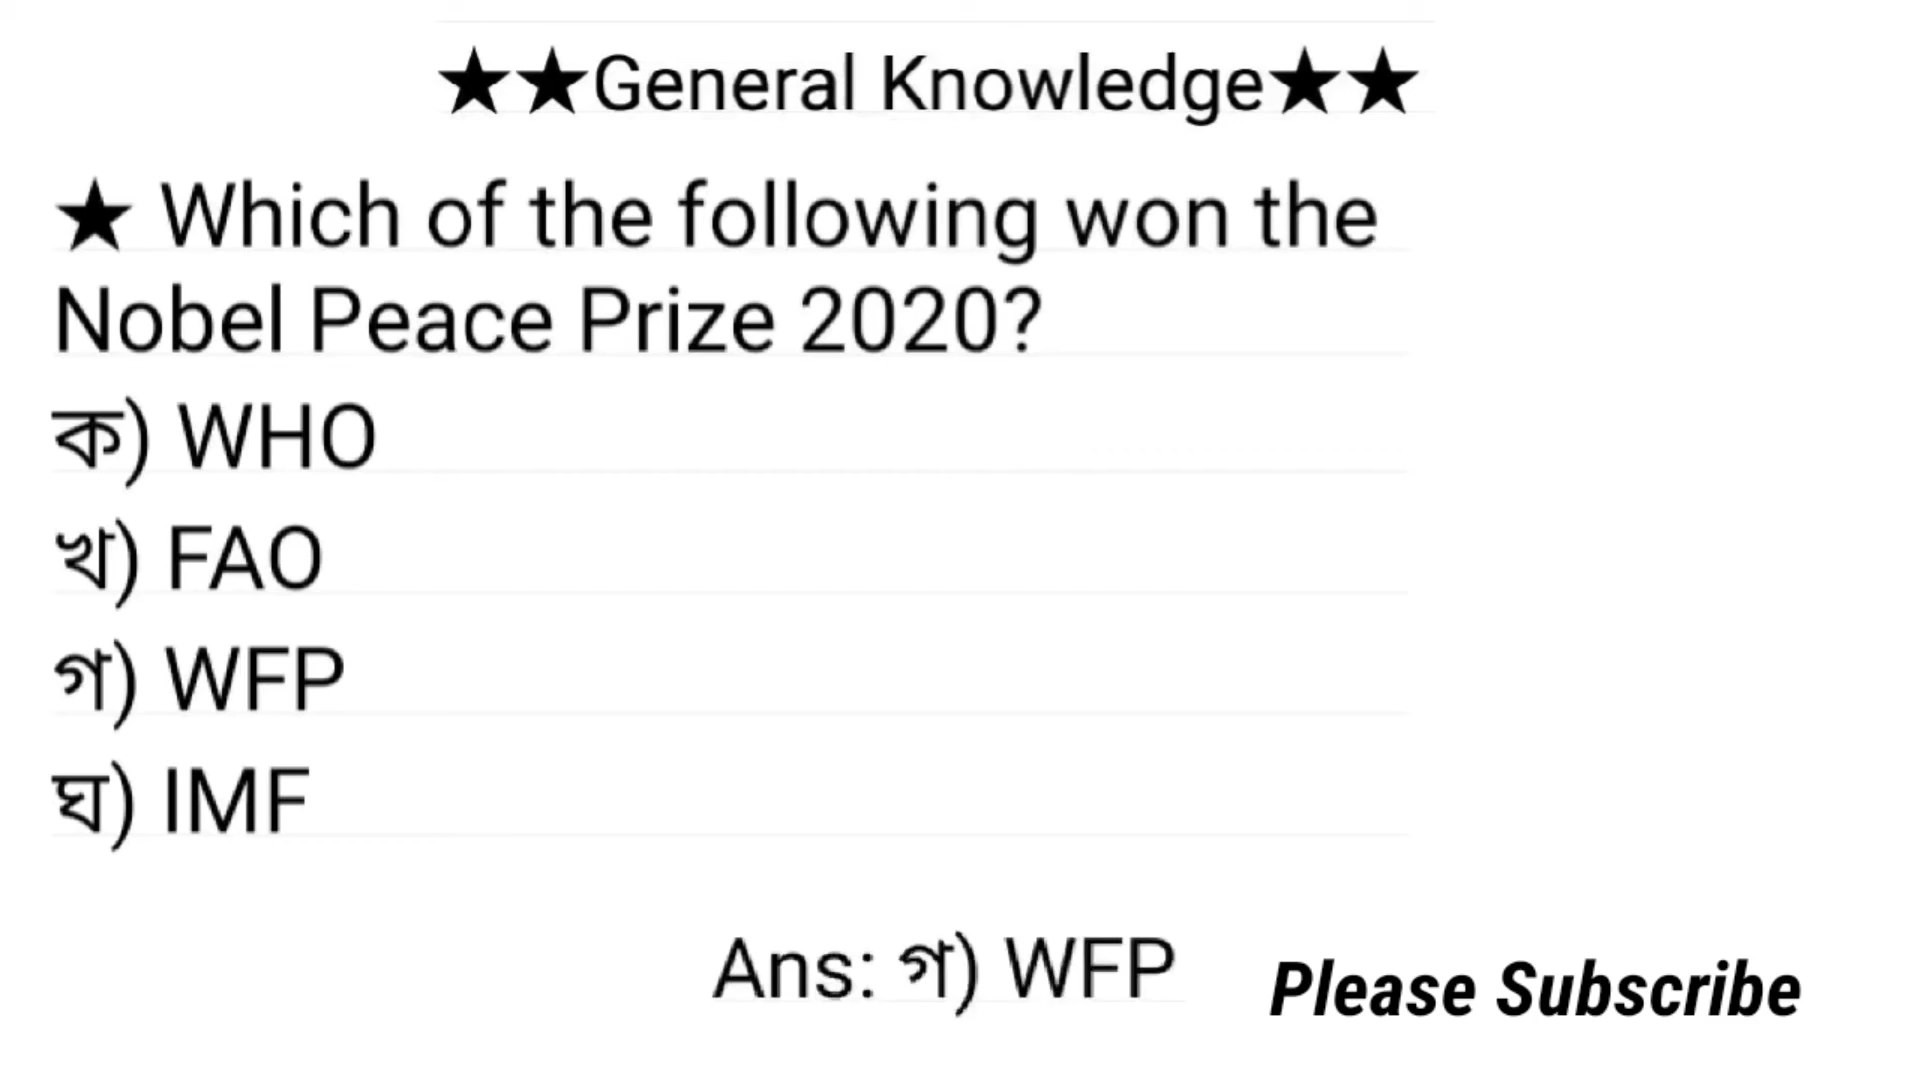 ★★General Knowledge★★
★ Which of the following won the
Nobel Peace Prize 2020?
ক) WHO
খ) FAO
গ) WFP
ঘ) IMF
Ans: গ) WFP
Please Subscribe